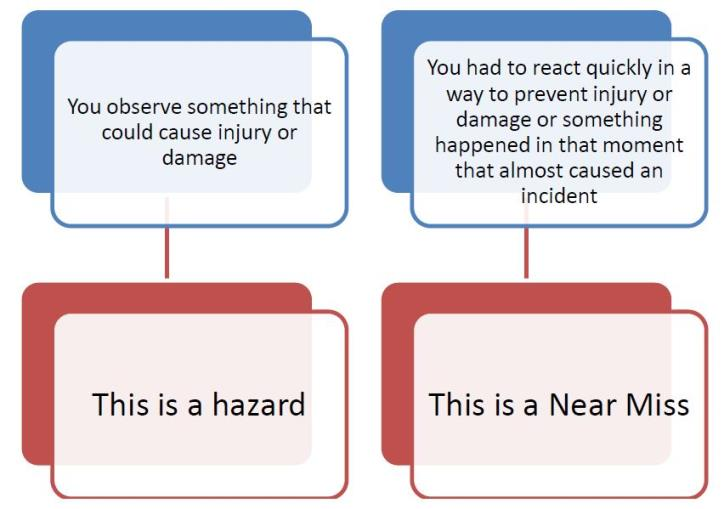 You observe something that
could cause injury or
damage
You had to react quickly in a
way to prevent injury or
damage or something
happened in that moment
that almost caused an
incident
This is a hazard
This is a Near Miss